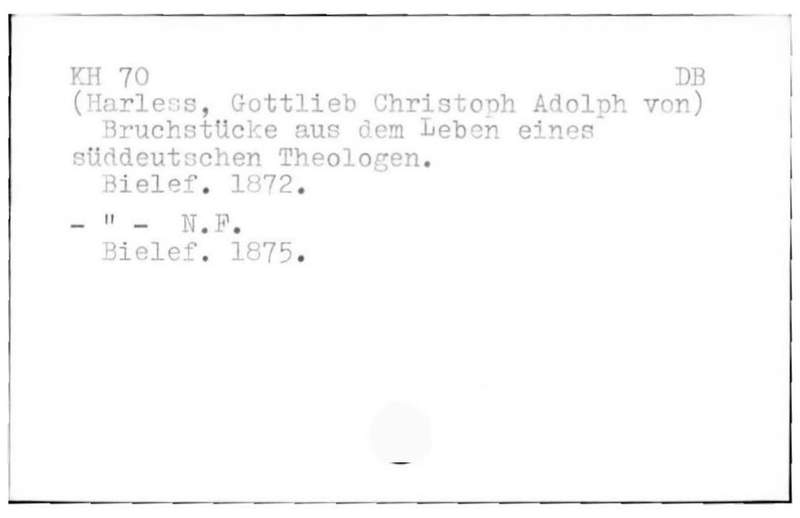 KH 70 DB
(Harless, Gottlieb Christoph Adolph von)
Bruchstücke aus dem Leben eines
süddeutschen Theologen.
Bielef. 1872.
- " - N.F.
Bielef. 1875.